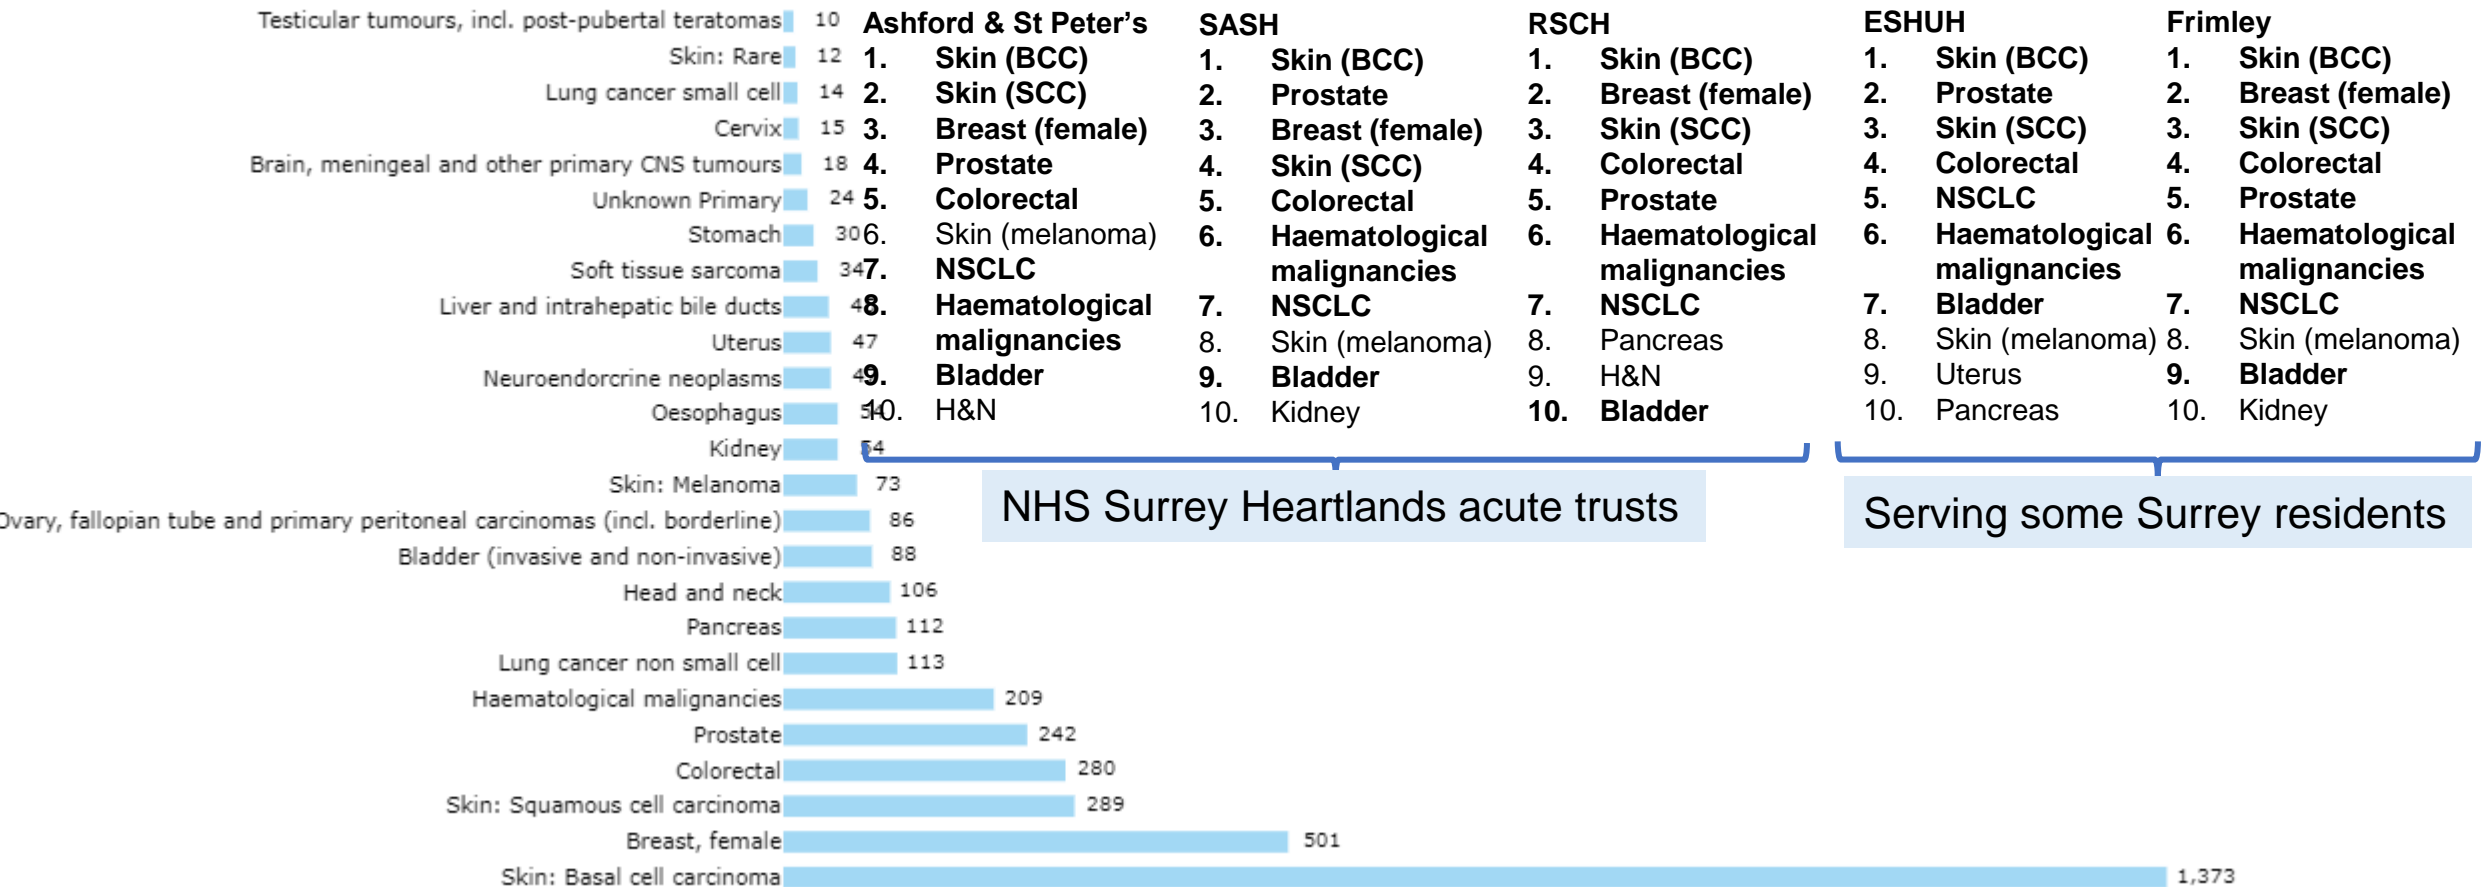 Testicular tumours, incl. post-pubertal teratomas 10
Skin: Rare 12
Lung cancer small cell 14
Cervix 15
Brain, meningeal and other primary CNS tumours 18
Unknown Primary 24
Stomach 30
Soft tissue sarcoma 34
Liver and intrahepatic bile ducts
Uterus 47
Neuroendorcrine neoplasms
Oesophagus 54
Kidney 54
Skin: Melanoma 73
Ovary, fallopian tube and primary peritoneal carcinomas (incl. borderline) 86
Bladder (invasive and non-invasive) 88
Head and neck 106
Pancreas 112
Lung cancer non small cell 113
Haematological malignancies 209
Prostate 242
Colorectal 280
Skin: Squamous cell carcinoma 289
Breast, female 501
Skin: Basal cell carcinoma 1,373
Ashford & St Peter's
1. Skin (BCC)
2. Skin (SCC)
3. Breast (female)
4. Prostate
5. Colorectal
6. Skin (melanoma)
7. NSCLC
8. Haematological
malignancies
9. Bladder
10. H&N
SASH
1. Skin (BCC)
2. Prostate
3. Breast (female)
4. Skin (SCC)
5. Colorectal
6. Haematological
malignancies
7. NSCLC
8. Skin (melanoma)
9. Bladder
10. Kidney
RSCH
1. Skin (BCC)
2. Breast (female)
3. Skin (SCC)
4. Colorectal
5. Prostate
6. Haematological
malignancies
7. NSCLC
8. Pancreas
9. H&N
10. Bladder
NHS Surrey Heartlands acute trusts
ESHUH
1. Skin (BCC)
2. Prostate
3. Skin (SCC)
4. Colorectal
5. NSCLC
6. Haematological
malignancies
7. Bladder
8. Skin (melanoma)
9. Uterus
10. Pancreas
Frimley
1. Skin (BCC)
2. Breast (female)
3. Skin (SCC)
4. Colorectal
5. Prostate
6. Haematological
malignancies
7. NSCLC
8. Skin (melanoma)
9. Bladder
10. Kidney
Serving some Surrey residents